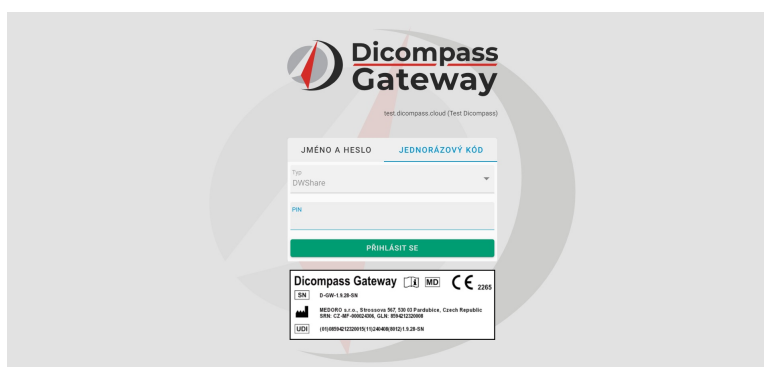 Dicompass
Gateway
test.dicompass.cloud (Test Dicompass)
JMÉNO A HESLO JEDNORÁZOVÝ KÓD
Typ
DWShare
PIN
PŘIHLÁSIT SE
Dicompass Gateway MD CE 2265
SN D-GW-1.9.28-SN
MEDORO s.r.o., Strossova 567, 530 03 Pardubice, Czech Republic
SRN: CZ-MF-000024306, GLN: 8594212320008
UDI (01)08594212320015(11)240408(8012)1.9.28-SN